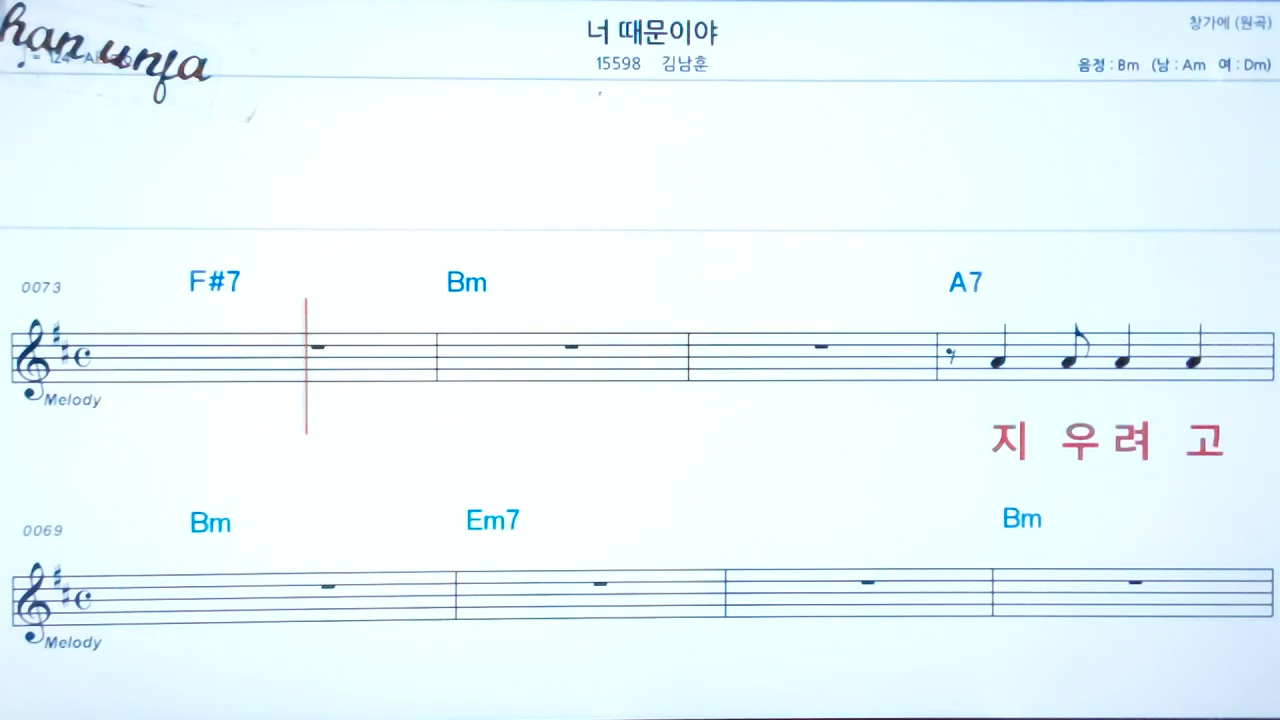 너 때문이야
창가에 (원곡)
han unfa
15598 김남훈
음정 : Bm (남 : Am 여 : Dm)
0073 F#7 Bm A7
Melody
지 우 려 고
0069 Bm Em7 Bm
Melody